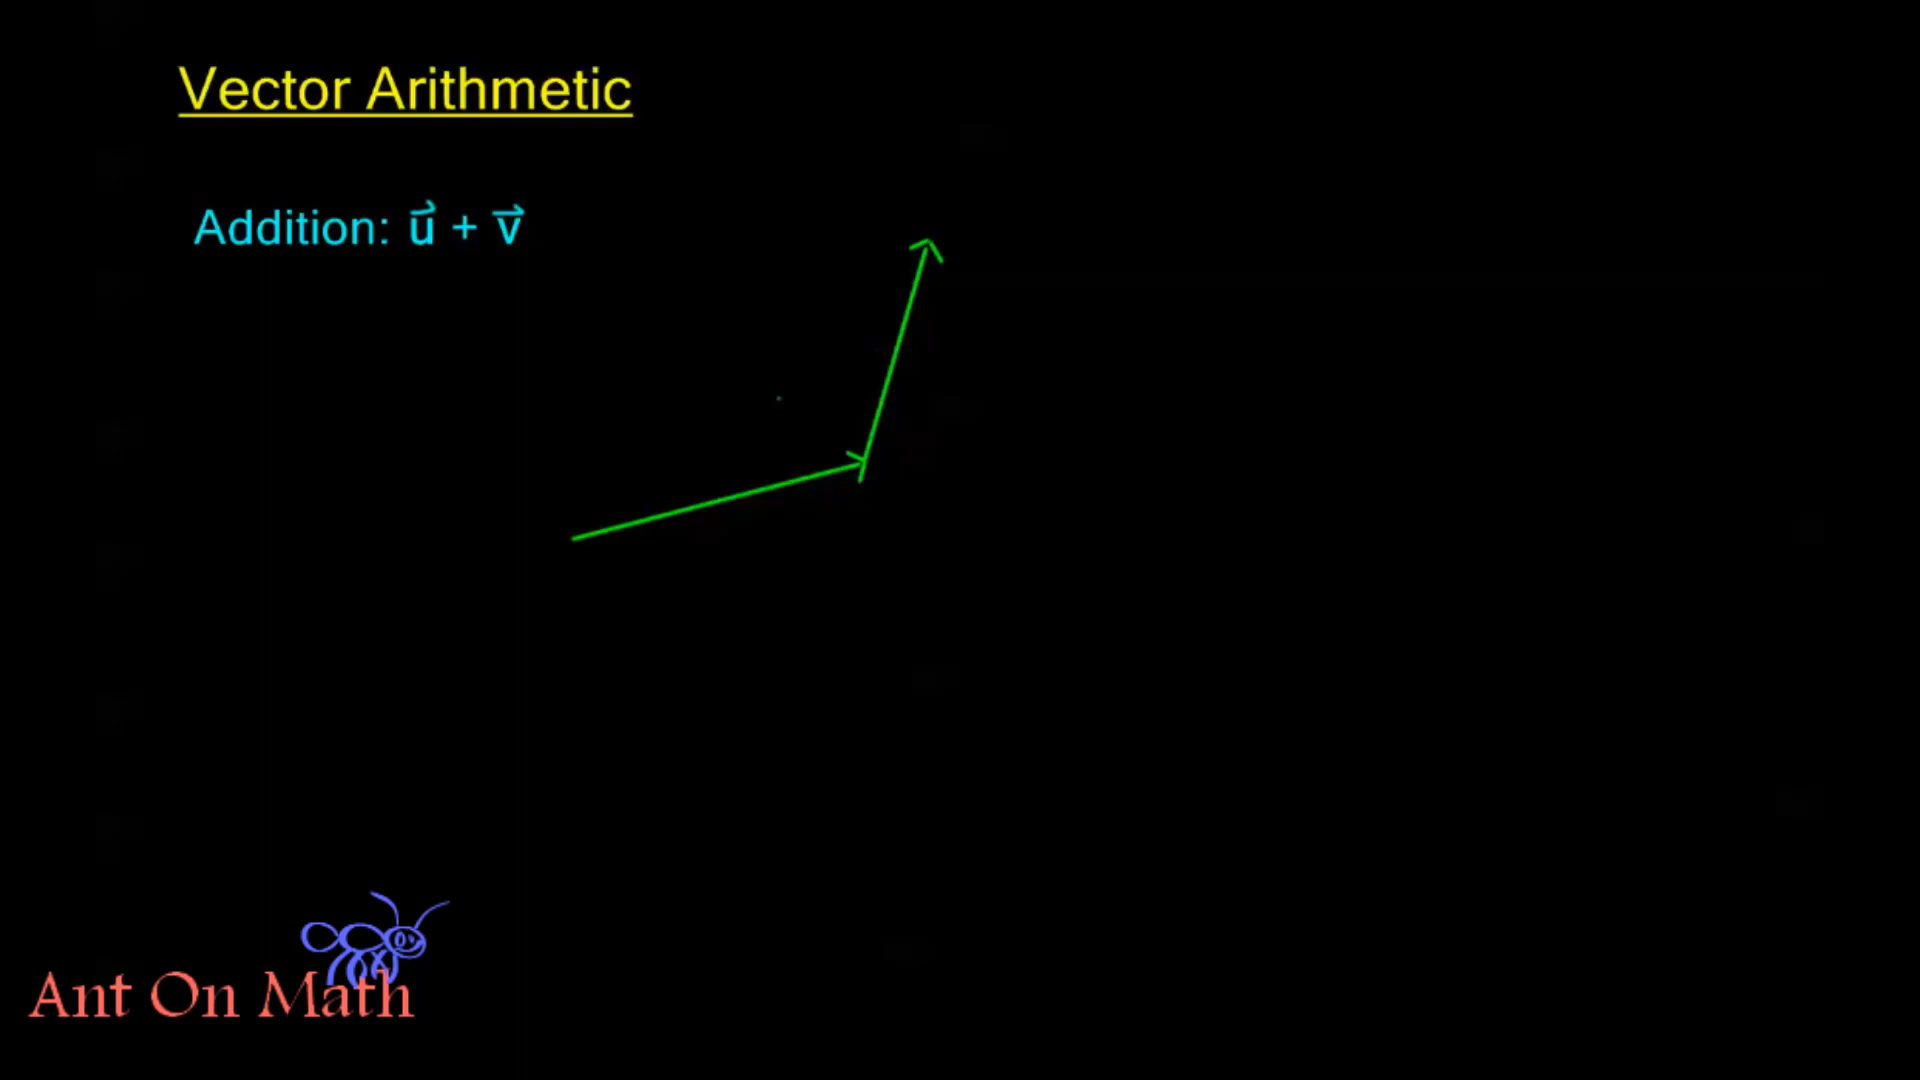 Vector Arithmetic
Addition: u⃗ + v⃗
Ant On Math